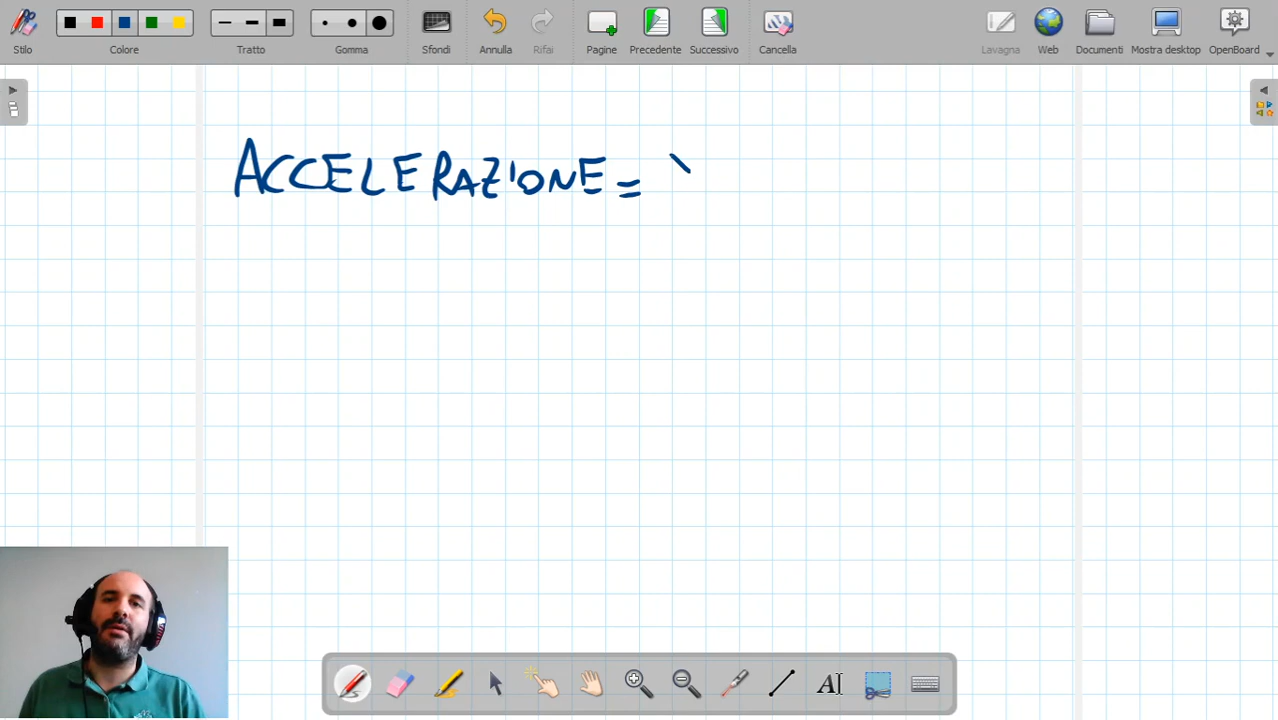 Stilo Colore Tratto Gomma Sfondi Annulla Rifai Pagine Precedente Successivo Cancella Lavagna Web Documenti Mostra desktop OpenBoard
ACCELERAZIONE =